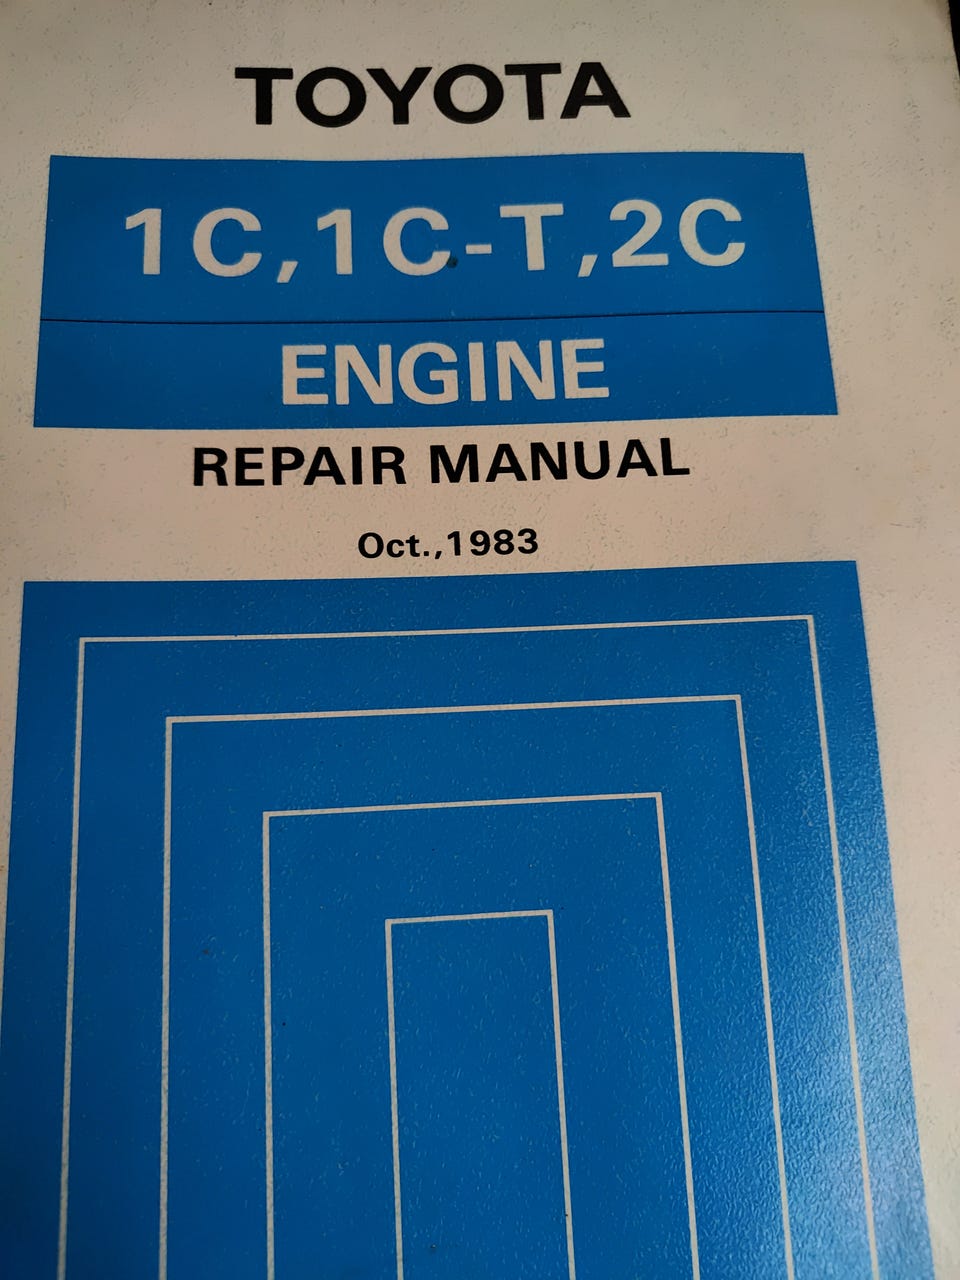 TOYOTA
1C,1C-T,2C
ENGINE
REPAIR MANUAL
Oct.,1983